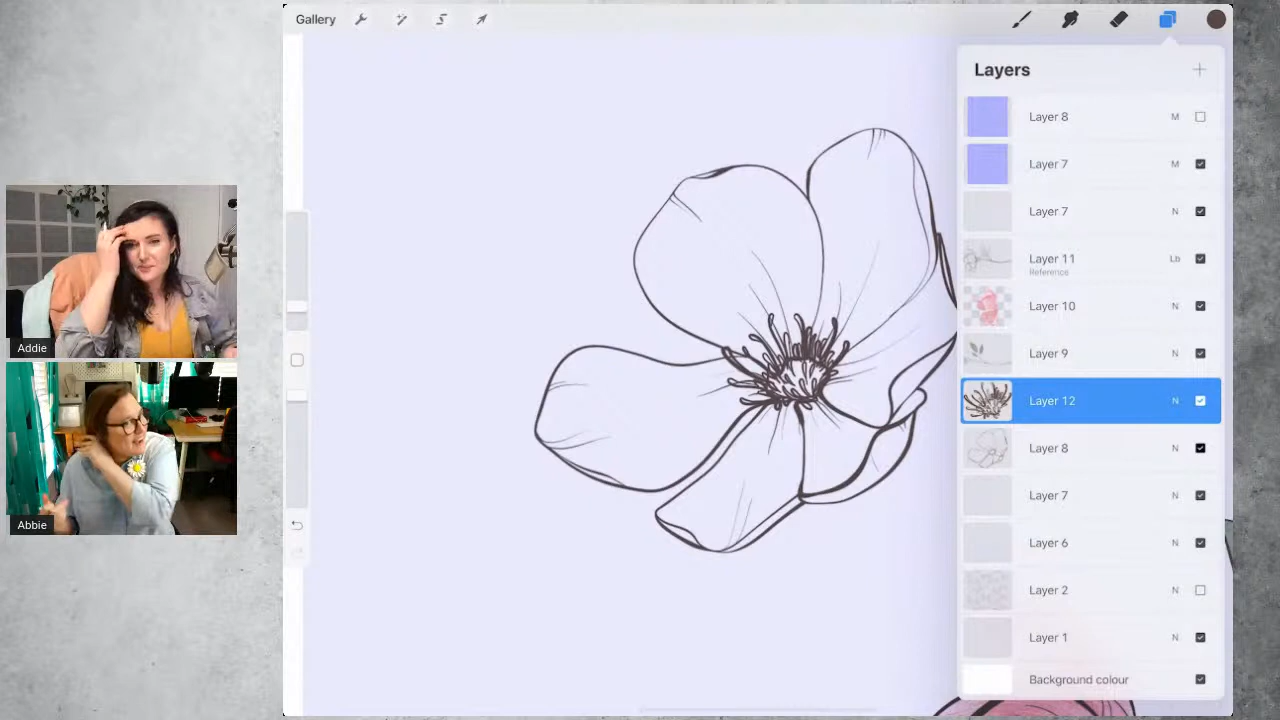 Gallery
Layers
Layer 8 M
Layer 7 M
Layer 7 N
Layer 11 Lb
Reference
Layer 10 N
Layer 9 N
Layer 12 N
Layer 8 N
Layer 7 N
Layer 6 N
Layer 2 N
Layer 1 N
Background colour
Addie
Abbie